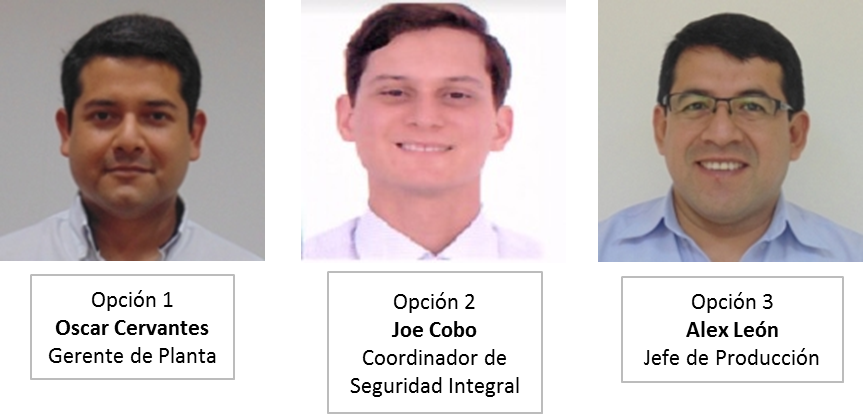 Opción 1
Oscar Cervantes
Gerente de Planta
Opción 2
Joe Cobo
Coordinador de
Seguridad Integral
Opción 3
Alex León
Jefe de Producción